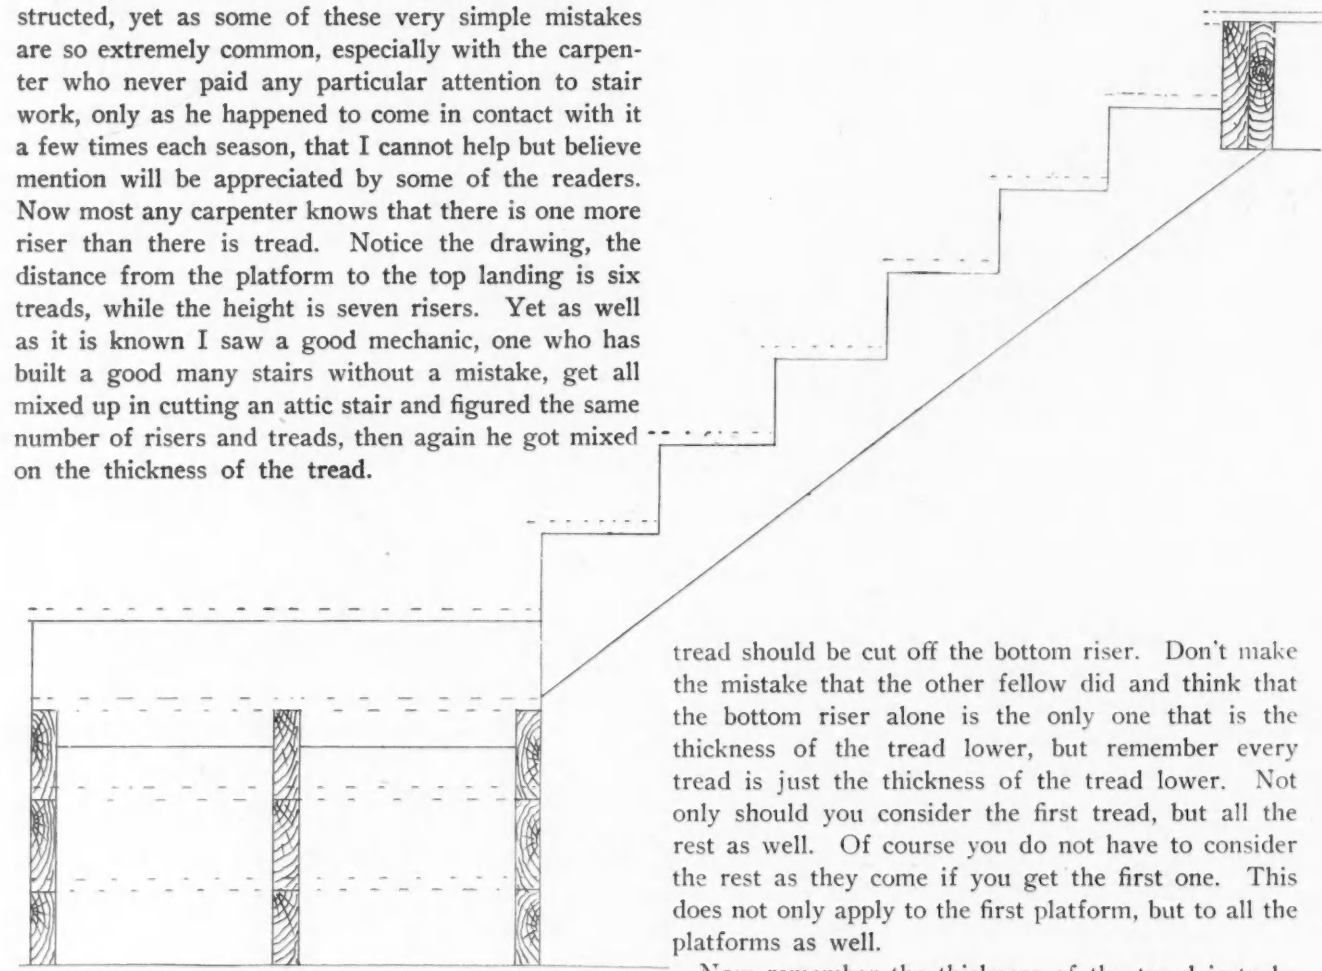 structed, yet as some of these very simple mistakes
are so extremely common, especially with the carpen-
ter who never paid any particular attention to stair
work, only as he happened to come in contact with it
a few times each season, that I cannot help but believe
mention will be appreciated by some of the readers.
Now most any carpenter knows that there is one more
riser than there is tread. Notice the drawing, the
distance from the platform to the top landing is six
treads, while the height is seven risers. Yet as well
as it is known I saw a good mechanic, one who has
built a good many stairs without a mistake, get all
mixed up in cutting an attic stair and figured the same
number of risers and treads, then again he got mixed
on the thickness of the tread.
tread should be cut off the bottom riser. Don't make
the mistake that the other fellow did and think that
the bottom riser alone is the only one that is the
thickness of the tread lower, but remember every
tread is just the thickness of the tread lower. Not
only should you consider the first tread, but all the
rest as well. Of course you do not have to consider
the rest as they come if you get the first one. This
does not only apply to the first platform, but to all the
platforms as well.
Now remember the thickness of the tread is to be